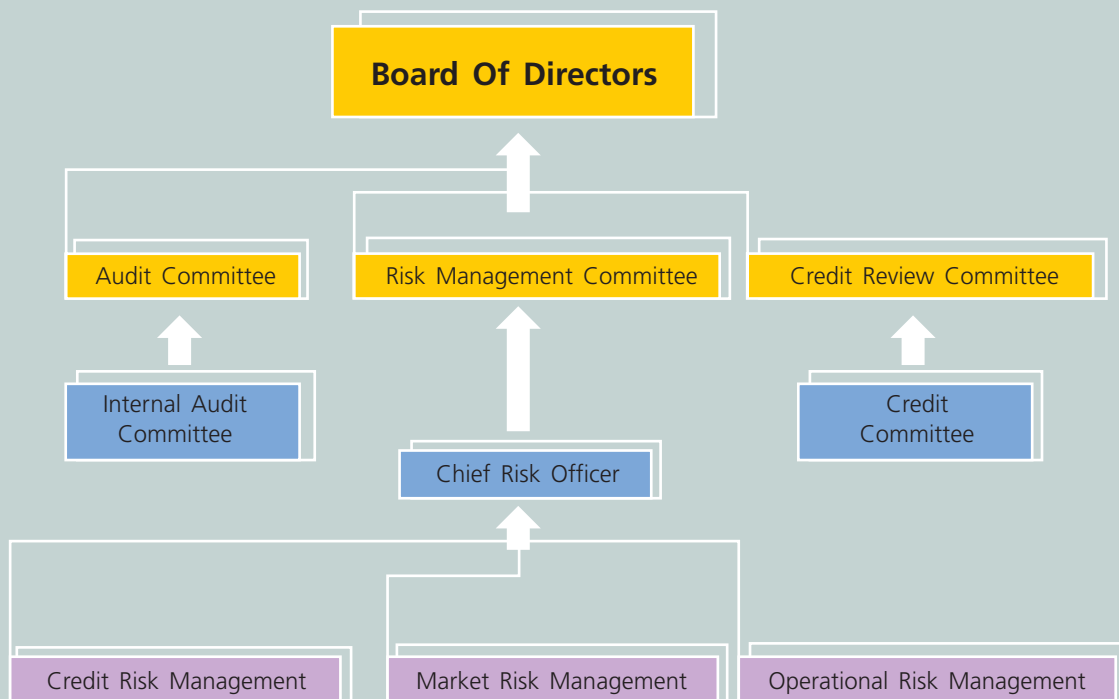 Board Of Directors
Audit Committee
Risk Management Committee
Credit Review Committee
Internal Audit
Committee
Credit
Committee
Chief Risk Officer
Credit Risk Management
Market Risk Management
Operational Risk Management